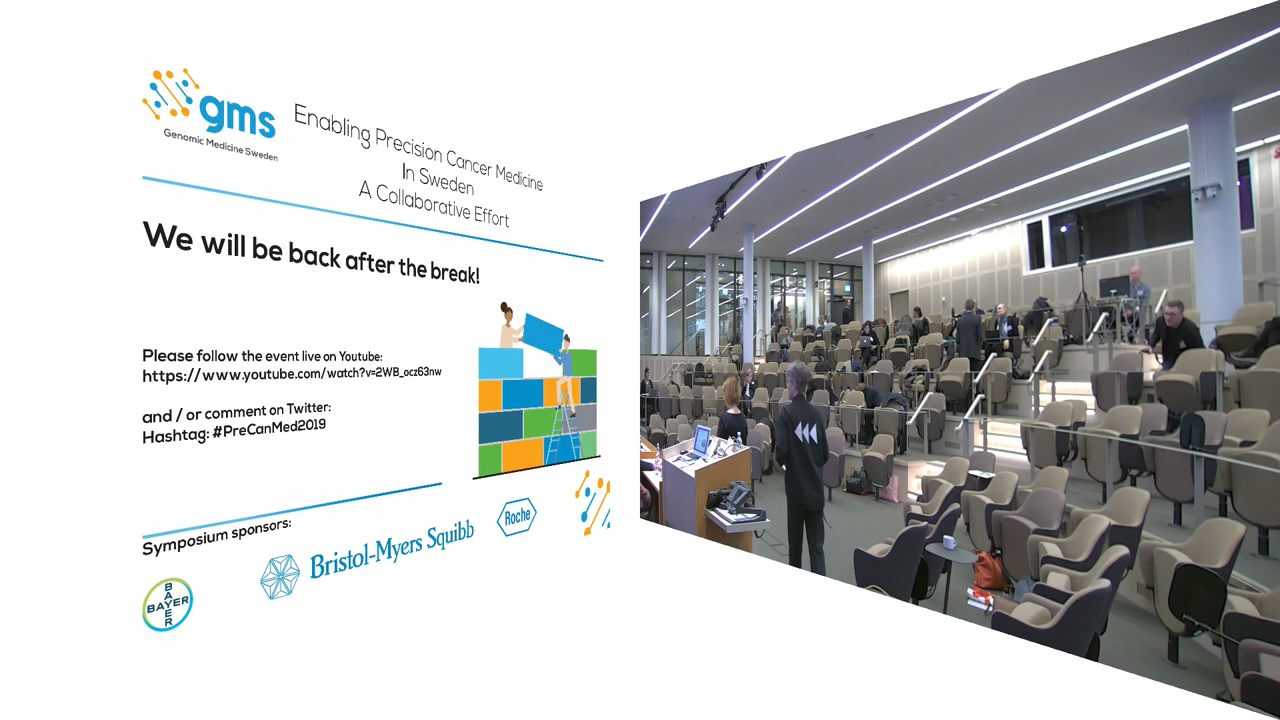 gms
Genomic Medicine Sweden
Enabling Precision Cancer Medicine
In Sweden
A Collaborative Effort
We will be back after the break!
Please follow the event live on Youtube:
https://www.youtube.com/watch?v=2WB_ocz63nw
and / or comment on Twitter:
Hashtag: #PreCanMed2019
Symposium sponsors:
BAYER
BAYER
Bristol-Myers Squibb
Roche